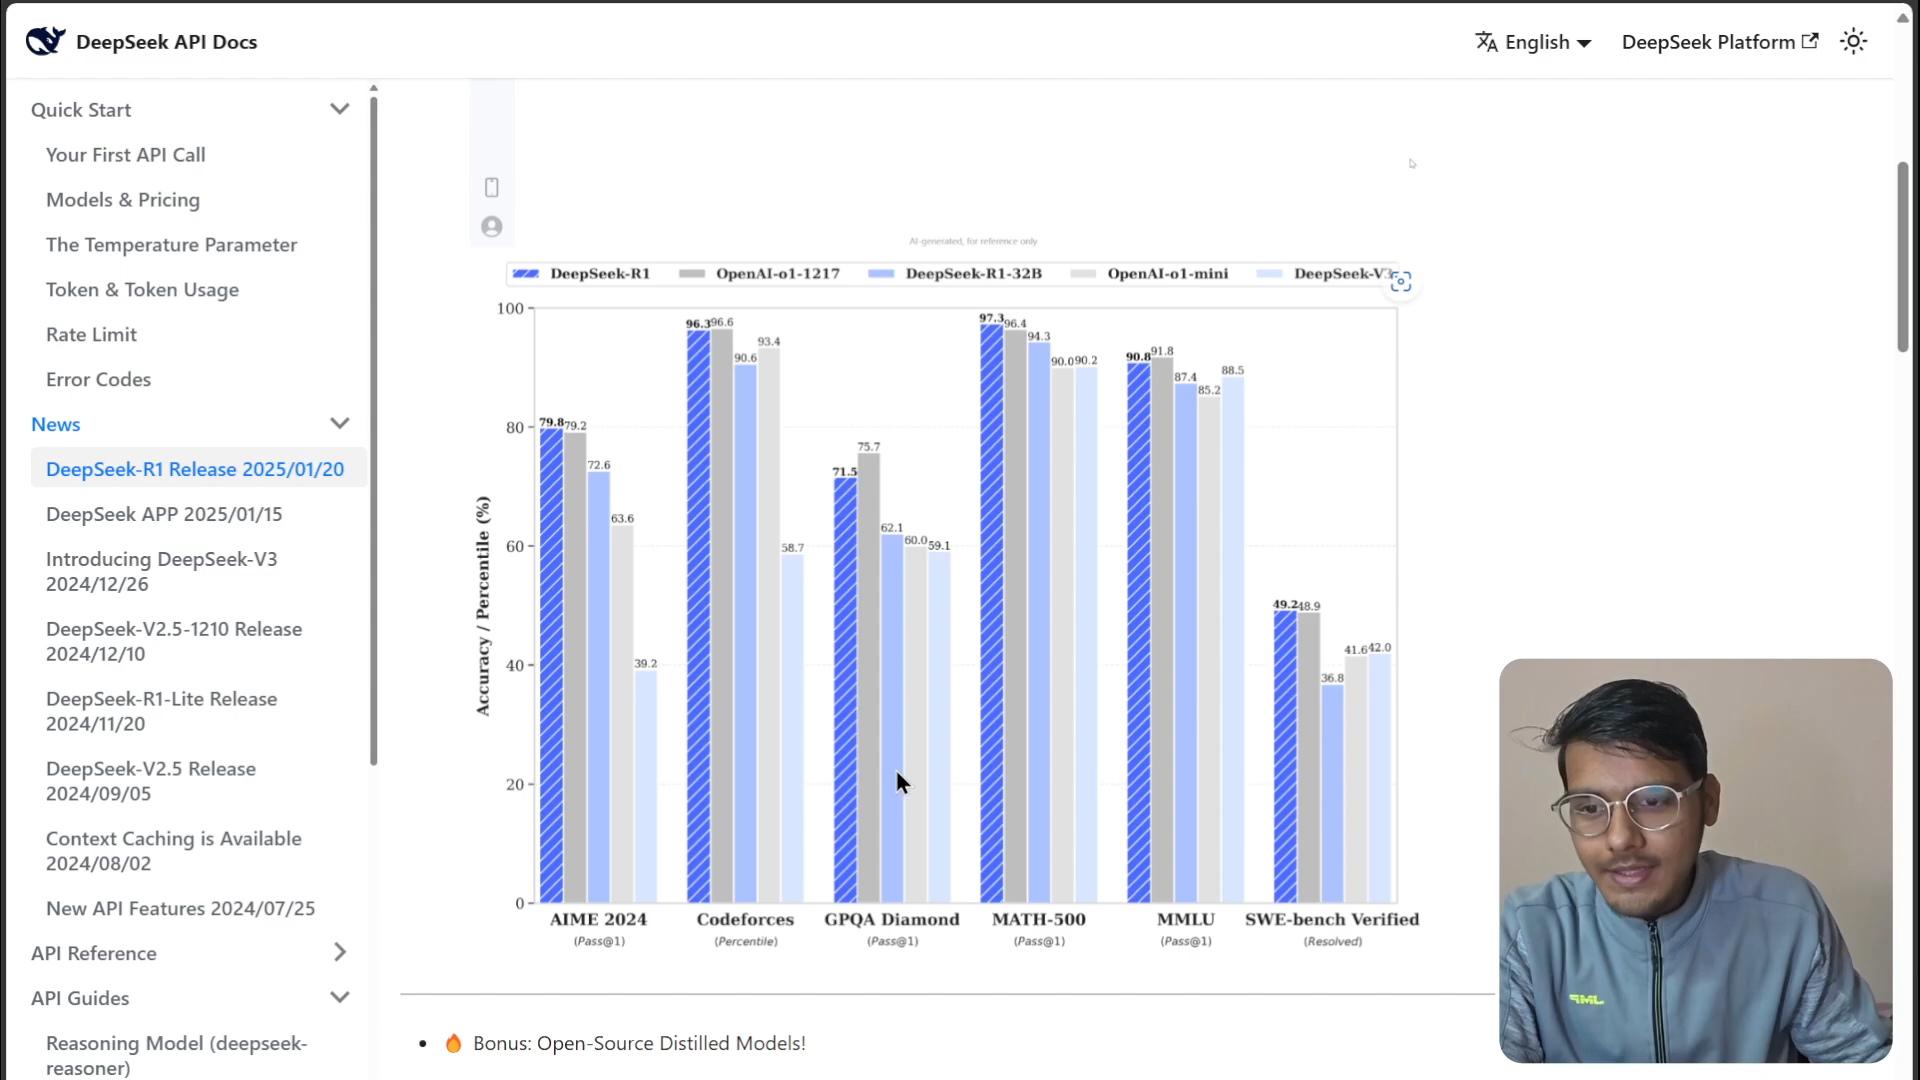 DeepSeek API Docs
English
DeepSeek Platform
Quick Start
Your First API Call
Models & Pricing
The Temperature Parameter
Token & Token Usage
Rate Limit
Error Codes
News
DeepSeek-R1 Release 2025/01/20
DeepSeek APP 2025/01/15
Introducing DeepSeek-V3
2024/12/26
DeepSeek-V2.5-1210 Release
2024/12/10
DeepSeek-R1-Lite Release
2024/11/20
DeepSeek-V2.5 Release
2024/09/05
Context Caching is Available
2024/08/02
New API Features 2024/07/25
API Reference
API Guides
Reasoning Model (deepseek-
reasoner)
AI-generated, for reference only
DeepSeek-R1 OpenAI-o1-1217 DeepSeek-R1-32B OpenAI-o1-mini DeepSeek-V3
Accuracy / Percentile (%)
100
80
60
40
20
0
79.8 79.2 72.6 63.6 39.2
96.3 96.6 90.6 93.4 58.7
71.5 75.7 62.1 60.0 59.1
97.3 96.4 94.3 90.0 90.2
90.8 91.8 87.4 85.2 88.5
49.2 48.9 36.8 41.6 42.0
AIME 2024 Codeforces GPQA Diamond MATH-500 MMLU SWE-bench Verified
(Pass@1) (Percentile) (Pass@1) (Pass@1) (Pass@1) (Resolved)
Bonus: Open-Source Distilled Models!